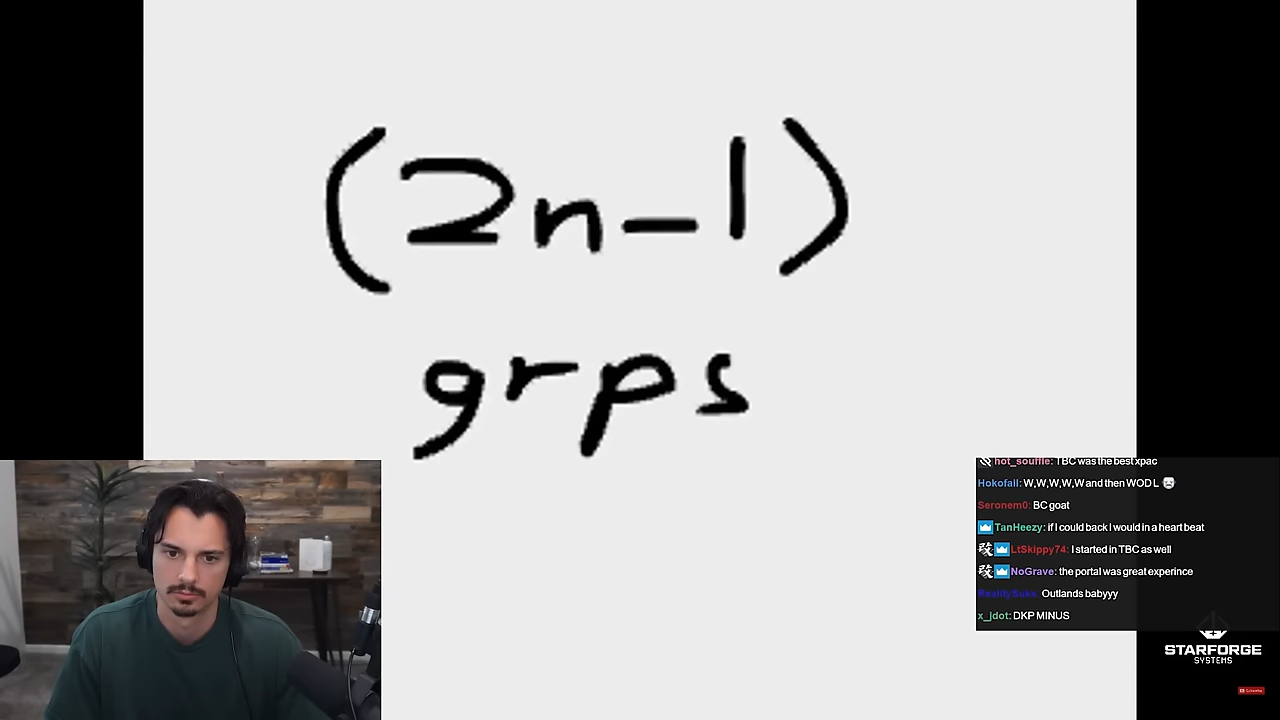 (2n-1)
grps
hot_souffle: TBC was the best xpac
Hokofall: W,W,W,W,W and then WOD L
Seronem0: BC goat
TanHeezy: if I could back I would in a heart beat
LtSkippy74: I started in TBC as well
NoGrave: the portal was great experince
Outlands babyyy
x_jdot: DKP MINUS
STARFORGE
SYSTEMS
Subscribe